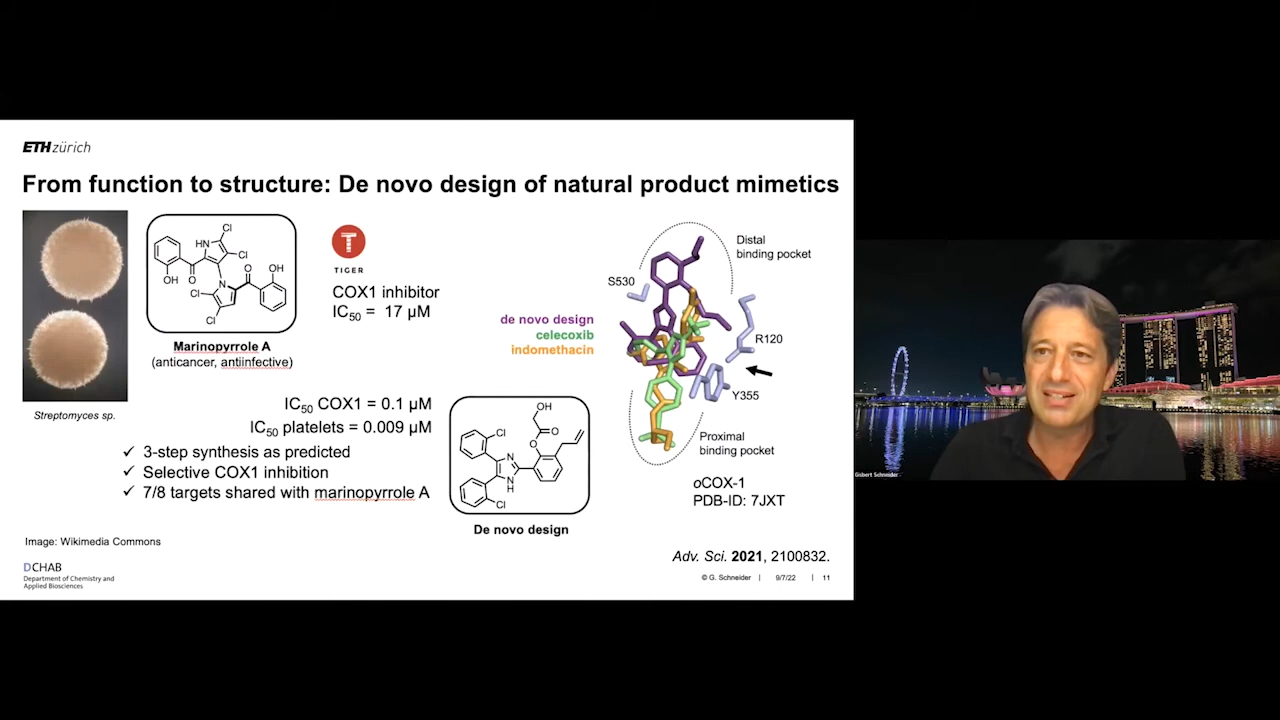 ETH zürich
From function to structure: De novo design of natural product mimetics
Streptomyces sp.
Cl
HN
Cl
O
OH
N
O
OH
Cl
Cl
Marinopyrrole A
(anticancer, antiinfective)
T
TIGER
COX1 inhibitor
IC50 = 17 µM
IC50 COX1 = 0.1 µM
IC50 platelets = 0.009 µM
✓ 3-step synthesis as predicted
✓ Selective COX1 inhibition
✓ 7/8 targets shared with marinopyrrole A
OH
O
O
Cl
N
N
H
Cl
De novo design
de novo design
celecoxib
indomethacin
Distal
binding pocket
S530
R120
Y355
Proximal
binding pocket
oCOX-1
PDB-ID: 7JXT
Image: Wikimedia Commons
Adv. Sci. 2021, 2100832.
DCHAB
Department of Chemistry and
Applied Biosciences
© G. Schneider | 9/7/22 | 11
Gisbert Schneider